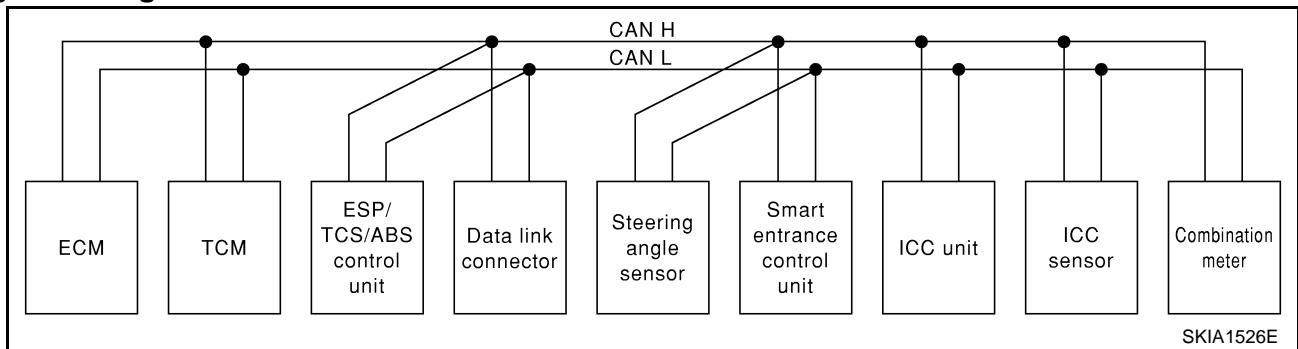 CAN H
CAN L
ECM
TCM
ESP/
TCS/ABS
control
unit
Data link
connector
Steering
angle
sensor
Smart
entrance
control
unit
ICC unit
ICC
sensor
Combination
meter
SKIA1526E